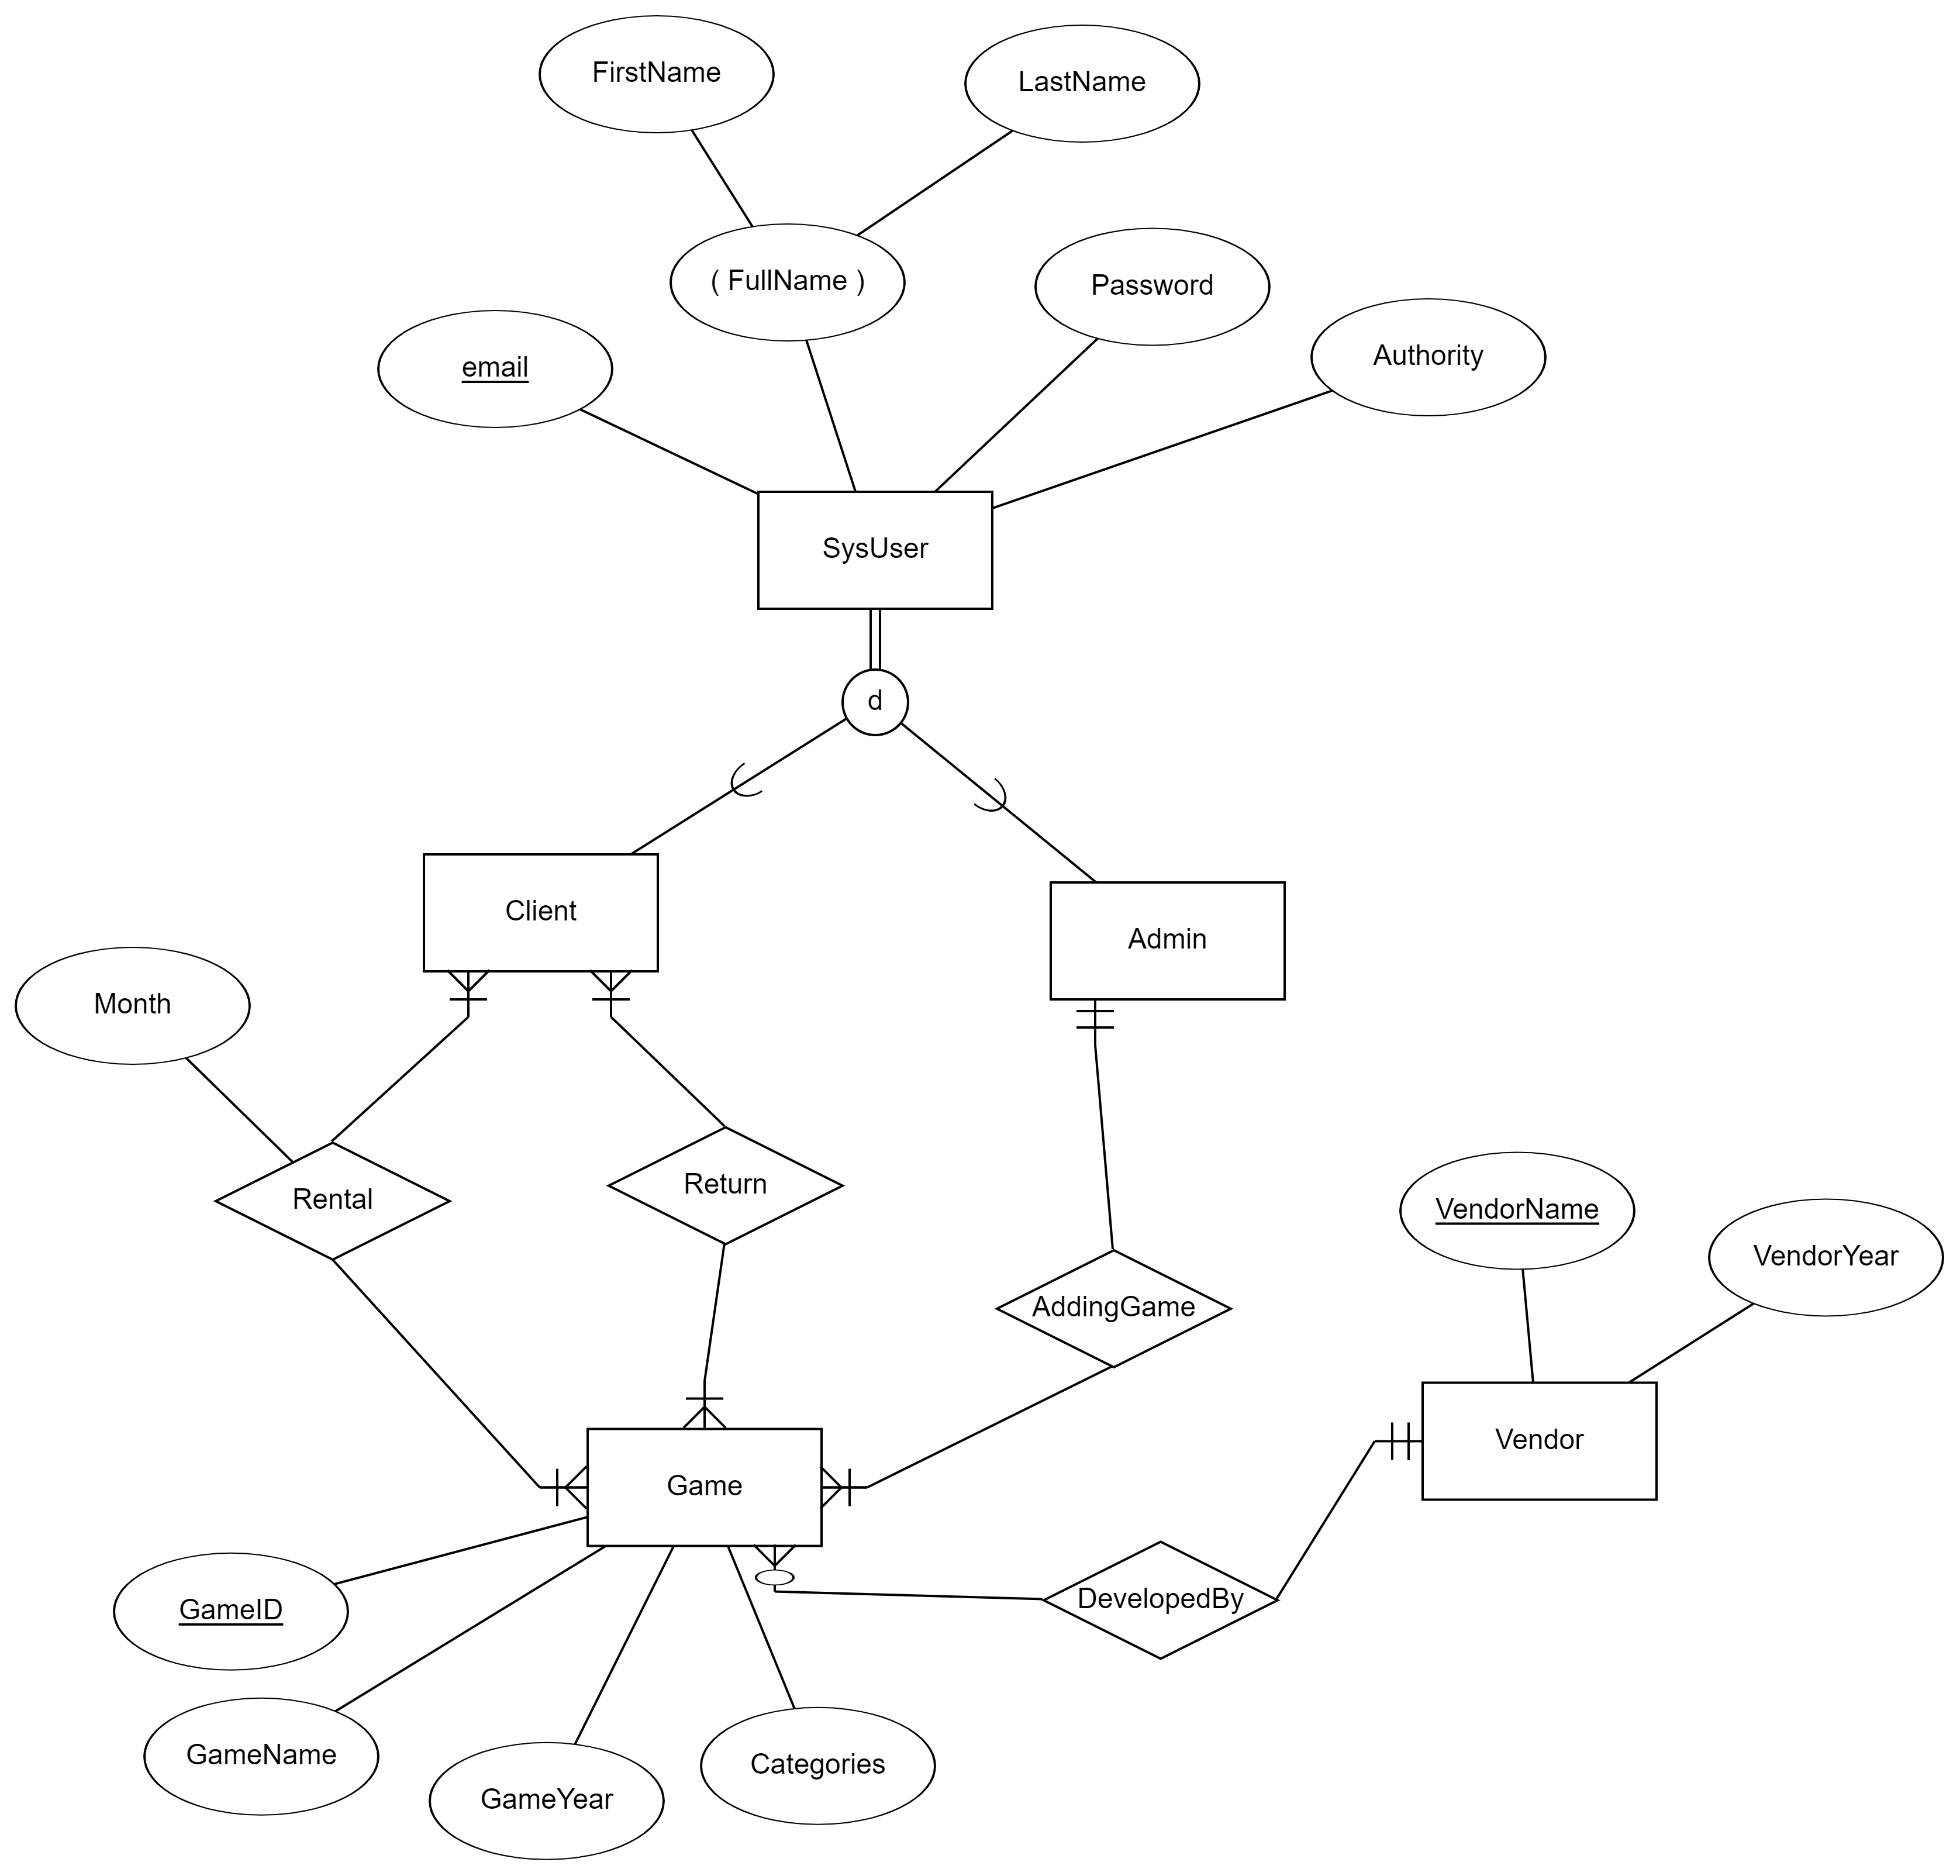 FirstName
LastName
( FullName )
Password
email
Authority
SysUser
d
Client
Admin
Month
Rental
Return
VendorName
VendorYear
AddingGame
Vendor
Game
DevelopedBy
GameID
GameName
Categories
GameYear